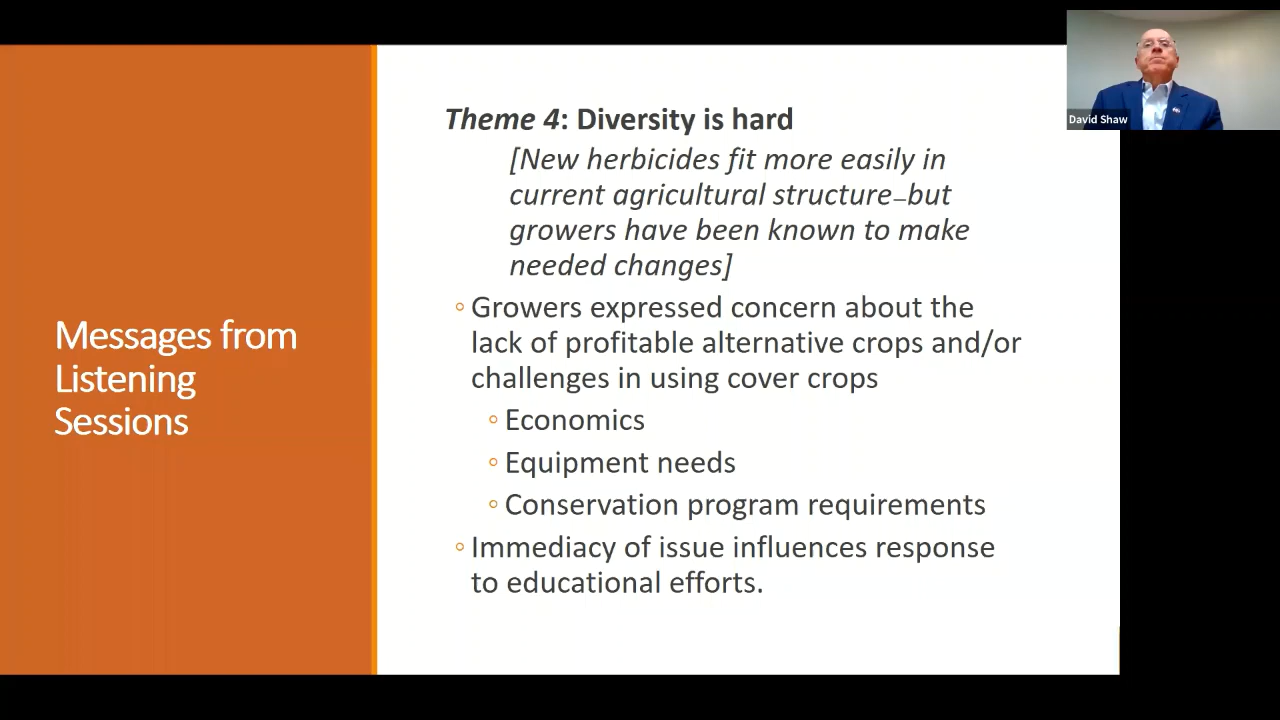 David Shaw
Messages from
Listening
Sessions
Theme 4: Diversity is hard
[New herbicides fit more easily in
current agricultural structure—but
growers have been known to make
needed changes]
◦ Growers expressed concern about the
lack of profitable alternative crops and/or
challenges in using cover crops
◦ Economics
◦ Equipment needs
◦ Conservation program requirements
◦ Immediacy of issue influences response
to educational efforts.